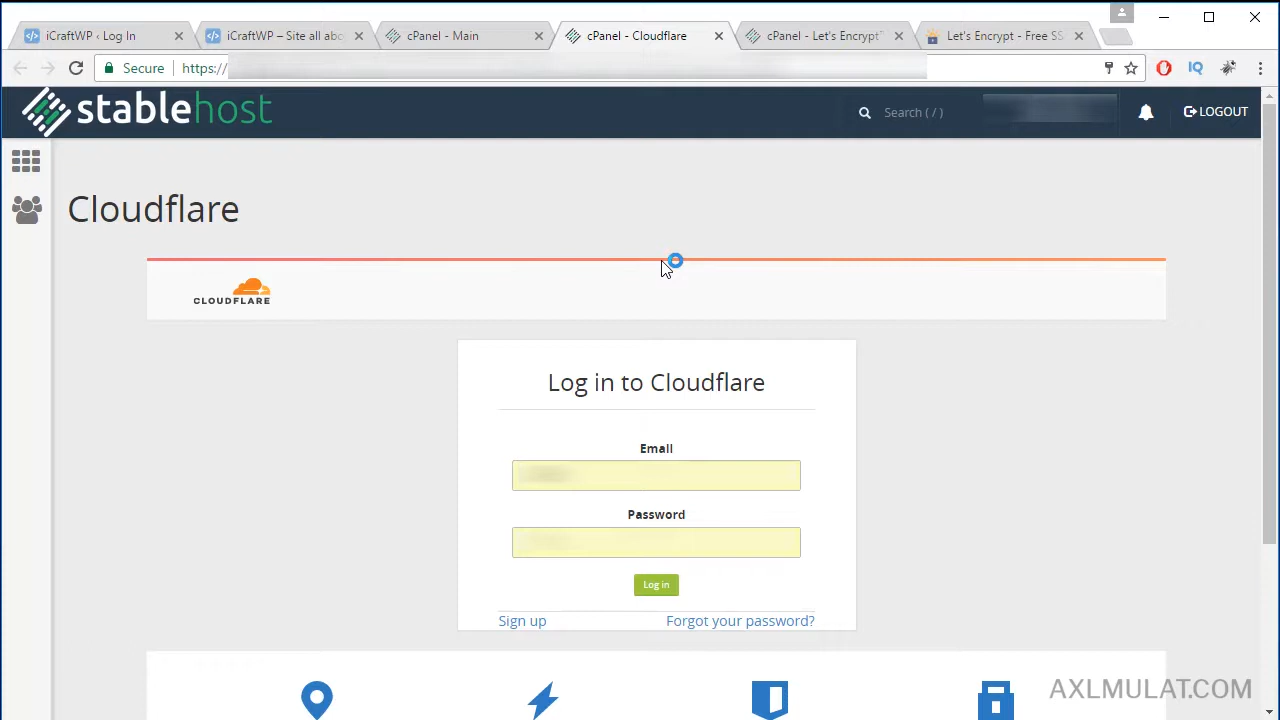 iCraftWP ‹ Log In
iCraftWP – Site all abo
cPanel - Main
cPanel - Cloudflare
cPanel - Let's Encrypt™
Let's Encrypt - Free SS
Secure
https://
IQ
stablehost
Search ( / )
LOGOUT
Cloudflare
CLOUDFLARE
Log in to Cloudflare
Email
Password
Log in
Sign up
Forgot your password?
AXLMULAT.COM